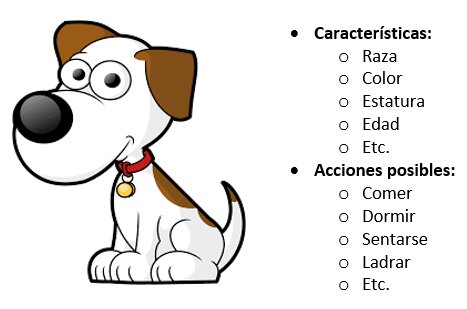 • Características:
o Raza
o Color
o Estatura
o Edad
o Etc.
• Acciones posibles:
o Comer
o Dormir
o Sentarse
o Ladrar
o Etc.